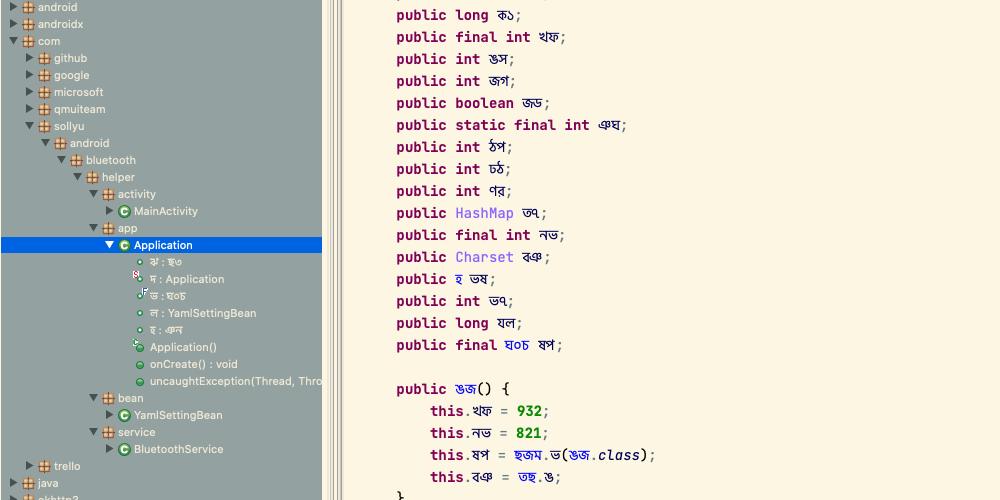 android
androidx
com
github
google
microsoft
qmuiteam
sollyu
android
bluetooth
helper
activity
MainActivity
app
Application
ঝ : ছ৩
দ : Application
ভ : ঘ০চ
ল : YamlSettingBean
হ : ঞন
Application()
onCreate() : void
uncaughtException(Thread, Thro
bean
YamlSettingBean
service
BluetoothService
trello
java
okhttp3
public long ক১;
public final int খফ;
public int ঙস;
public int জগ;
public boolean জড;
public static final int ঞঘ;
public int ঠপ;
public int ঢঠ;
public int ণর;
public HashMap ত৭;
public final int নভ;
public Charset বঞ;
public হ ভষ;
public int ভ৭;
public long যল;
public final ঘ০চ ষপ;
public ঙজ() {
this.খফ = 932;
this.নভ = 821;
this.ষপ = ছজম.ভ(ঙজ.class);
this.বঞ = তছ.ঙ;
}